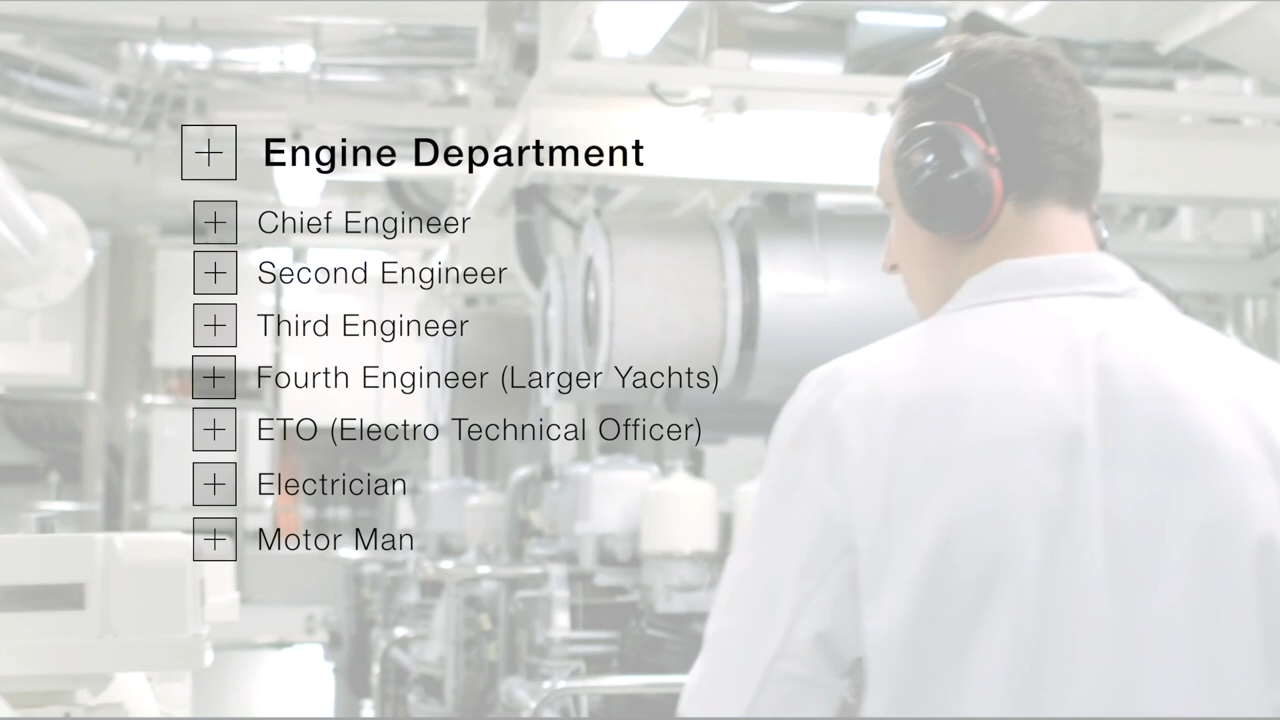 Engine Department
Chief Engineer
Second Engineer
Third Engineer
Fourth Engineer (Larger Yachts)
ETO (Electro Technical Officer)
Electrician
Motor Man